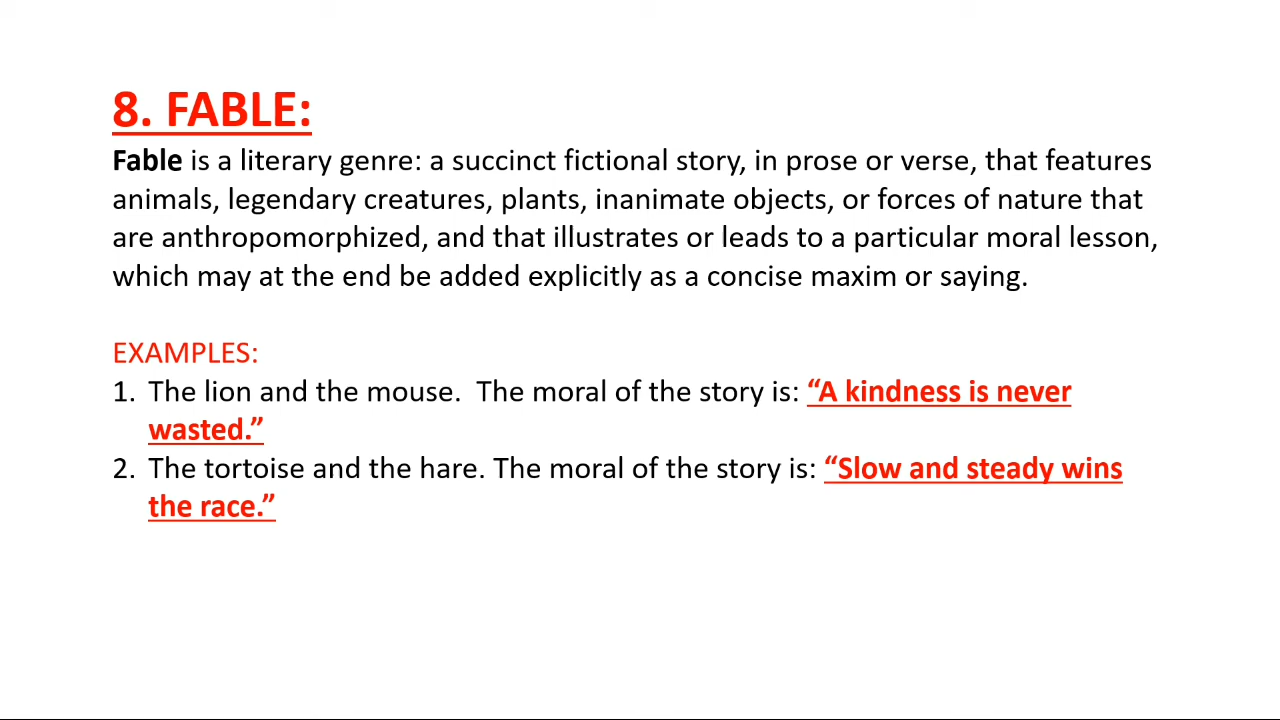 8. FABLE:
Fable is a literary genre: a succinct fictional story, in prose or verse, that features
animals, legendary creatures, plants, inanimate objects, or forces of nature that
are anthropomorphized, and that illustrates or leads to a particular moral lesson,
which may at the end be added explicitly as a concise maxim or saying.
EXAMPLES:
1. The lion and the mouse.  The moral of the story is: “A kindness is never
wasted.”
2. The tortoise and the hare. The moral of the story is: “Slow and steady wins
the race.”